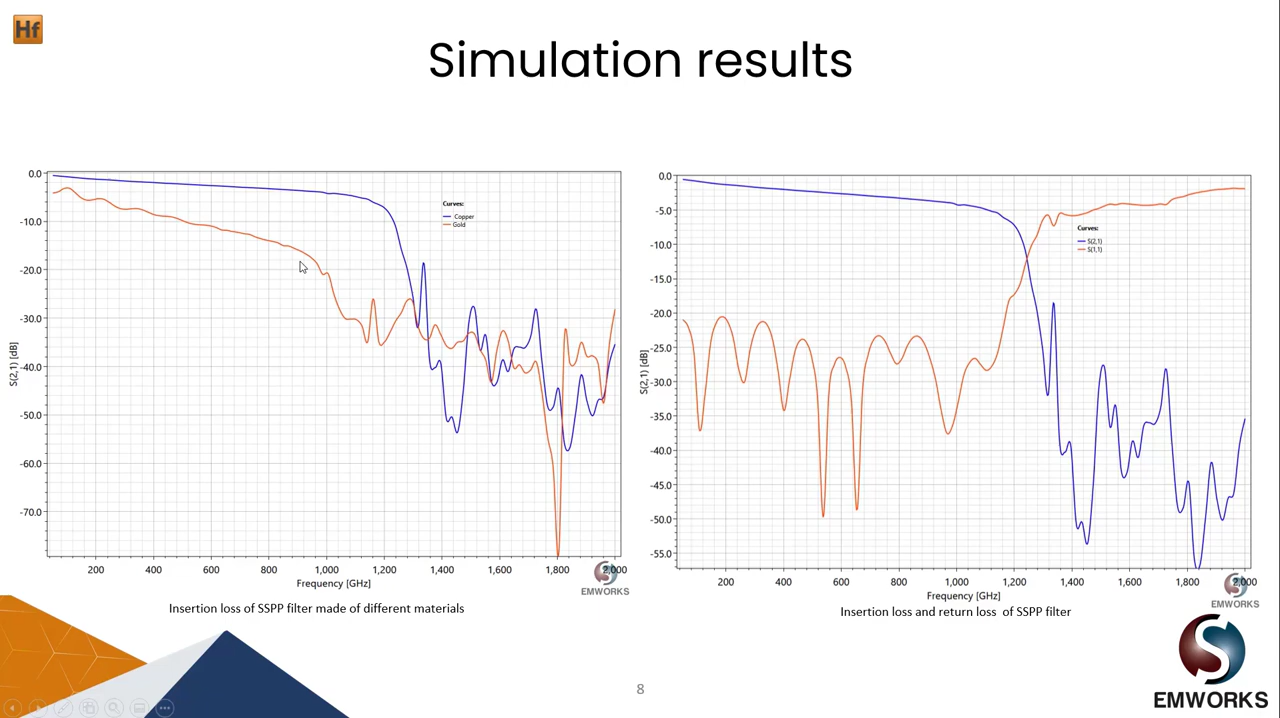 Hf
Simulation results
0.0
-10.0
-20.0
-30.0
-40.0
-50.0
-60.0
-70.0
S(2,1) [dB]
Curves:
Copper
Gold
200
400
600
800
1,000
1,200
1,400
1,600
1,800
2,000
Frequency [GHz]
EMWORKS
Insertion loss of SSPP filter made of different materials
0.0
-5.0
-10.0
-15.0
-20.0
-25.0
-30.0
-35.0
-40.0
-45.0
-50.0
-55.0
S(2,1) [dB]
Curves:
S(2,1)
S(1,1)
200
400
600
800
1,000
1,200
1,400
1,600
1,800
2,000
Frequency [GHz]
EMWORKS
Insertion loss and return loss of SSPP filter
EMWORKS
8